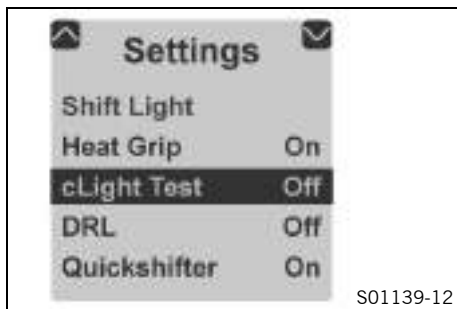 Settings
Shift Light
Heat Grip On
cLight Test Off
DRL Off
Quickshifter On
S01139-12